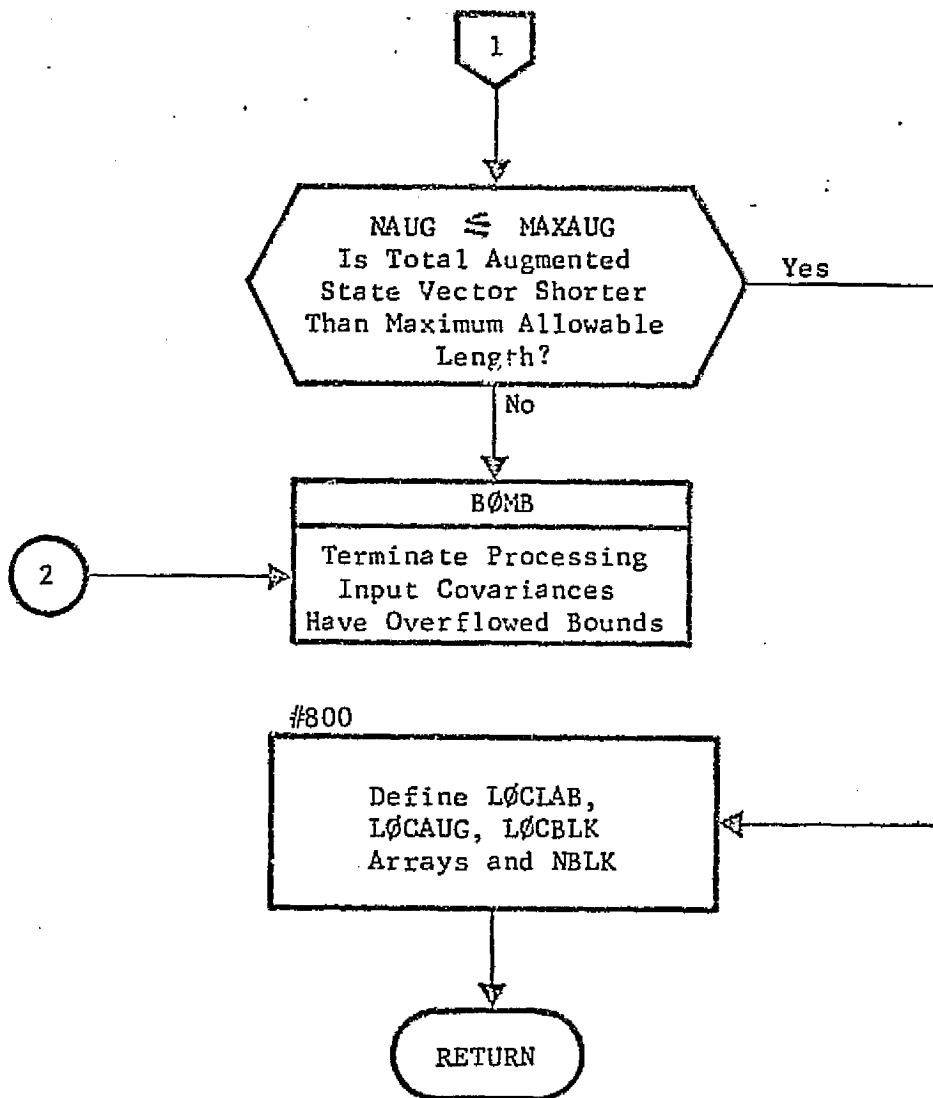 1
NAUG ≤ MAXAUG
Is Total Augmented
State Vector Shorter
Than Maximum Allowable
Length?
Yes
No
BØMB
2
Terminate Processing
Input Covariances
Have Overflowed Bounds
#800
Define LØCLAB,
LØCAUG, LØCBLK
Arrays and NBLK
RETURN